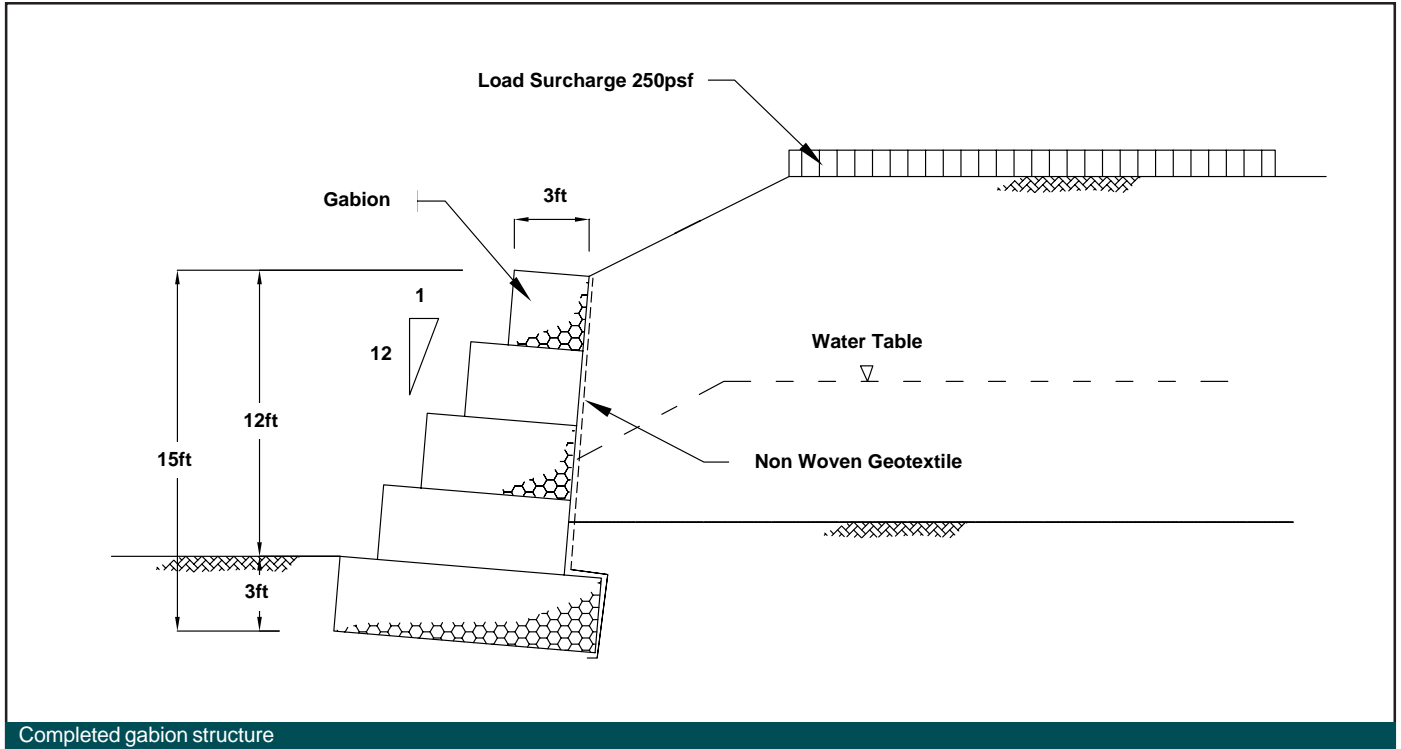 Load Surcharge 250psf
Gabion
3ft
1
12
Water Table
12ft
15ft
Non Woven Geotextile
3ft
Completed gabion structure